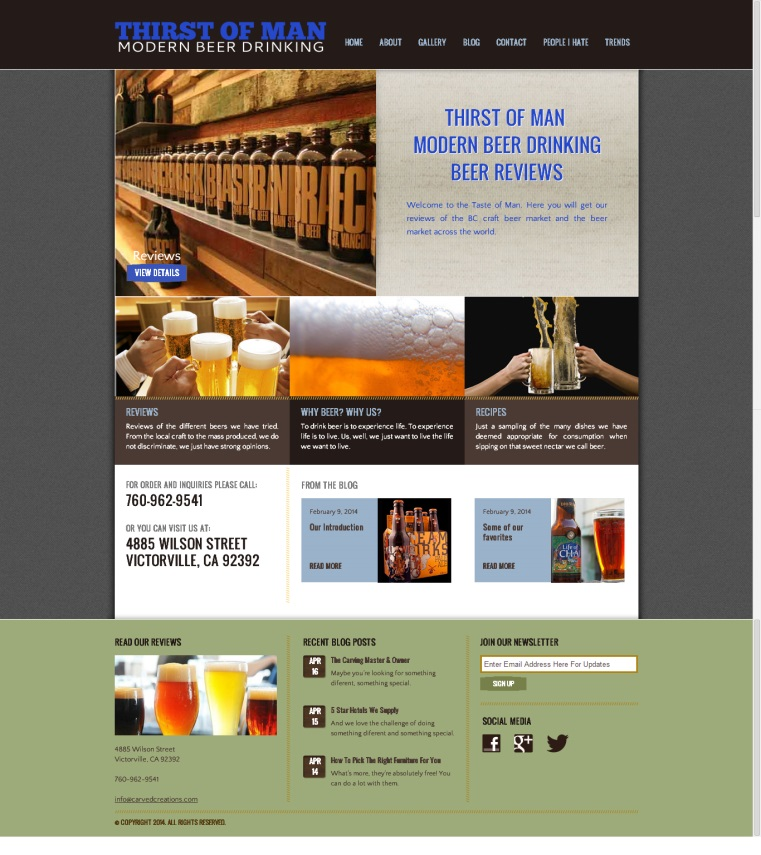 THIRST OF MAN
MODERN BEER DRINKING
HOME
ABOUT
GALLERY
BLOG
CONTACT
PEOPLE I HATE
TRENDS
THIRST OF MAN
MODERN BEER DRINKING
BEER REVIEWS
Welcome to the Taste of Man. Here you will get our
reviews of the BC craft beer market and the beer
market across the world.
Reviews
VIEW DETAILS
REVIEWS
Reviews of the different beers we have tried.
From the local craft to the mass produced, we do
not discriminate, we just have strong opinions.
WHY BEER? WHY US?
To drink beer is to experience life. To experience
life is to live. Us, well, we just want to live the life
we want to live.
RECIPES
Just a sampling of the many dishes we have
deemed appropriate for consumption when
sipping on that sweet nectar we call beer.
FOR ORDER AND INQUIRIES PLEASE CALL:
760-962-9541
OR YOU CAN VISIT US AT:
4885 WILSON STREET
VICTORVILLE, CA 92392
FROM THE BLOG
February 9, 2014
Our Introduction
READ MORE
February 9, 2014
Some of our
favorites
READ MORE
READ OUR REVIEWS
4885 Wilson Street
Victorville, CA 92392
760-962-9541
info@carvedcreations.com
RECENT BLOG POSTS
APR
16
The Carving Master & Owner
Maybe you're looking for something
diferent, something special.
APR
15
5 Star Hotels We Supply
And we love the challenge of doing
something diferent and something special.
APR
14
How To Pick The Right Furniture For You
What's more, they're absolutely free! You
can do a lot with them.
JOIN OUR NEWSLETTER
Enter Email Address Here For Updates
SIGN UP
SOCIAL MEDIA
© COPYRIGHT 2014. ALL RIGHTS RESERVED.